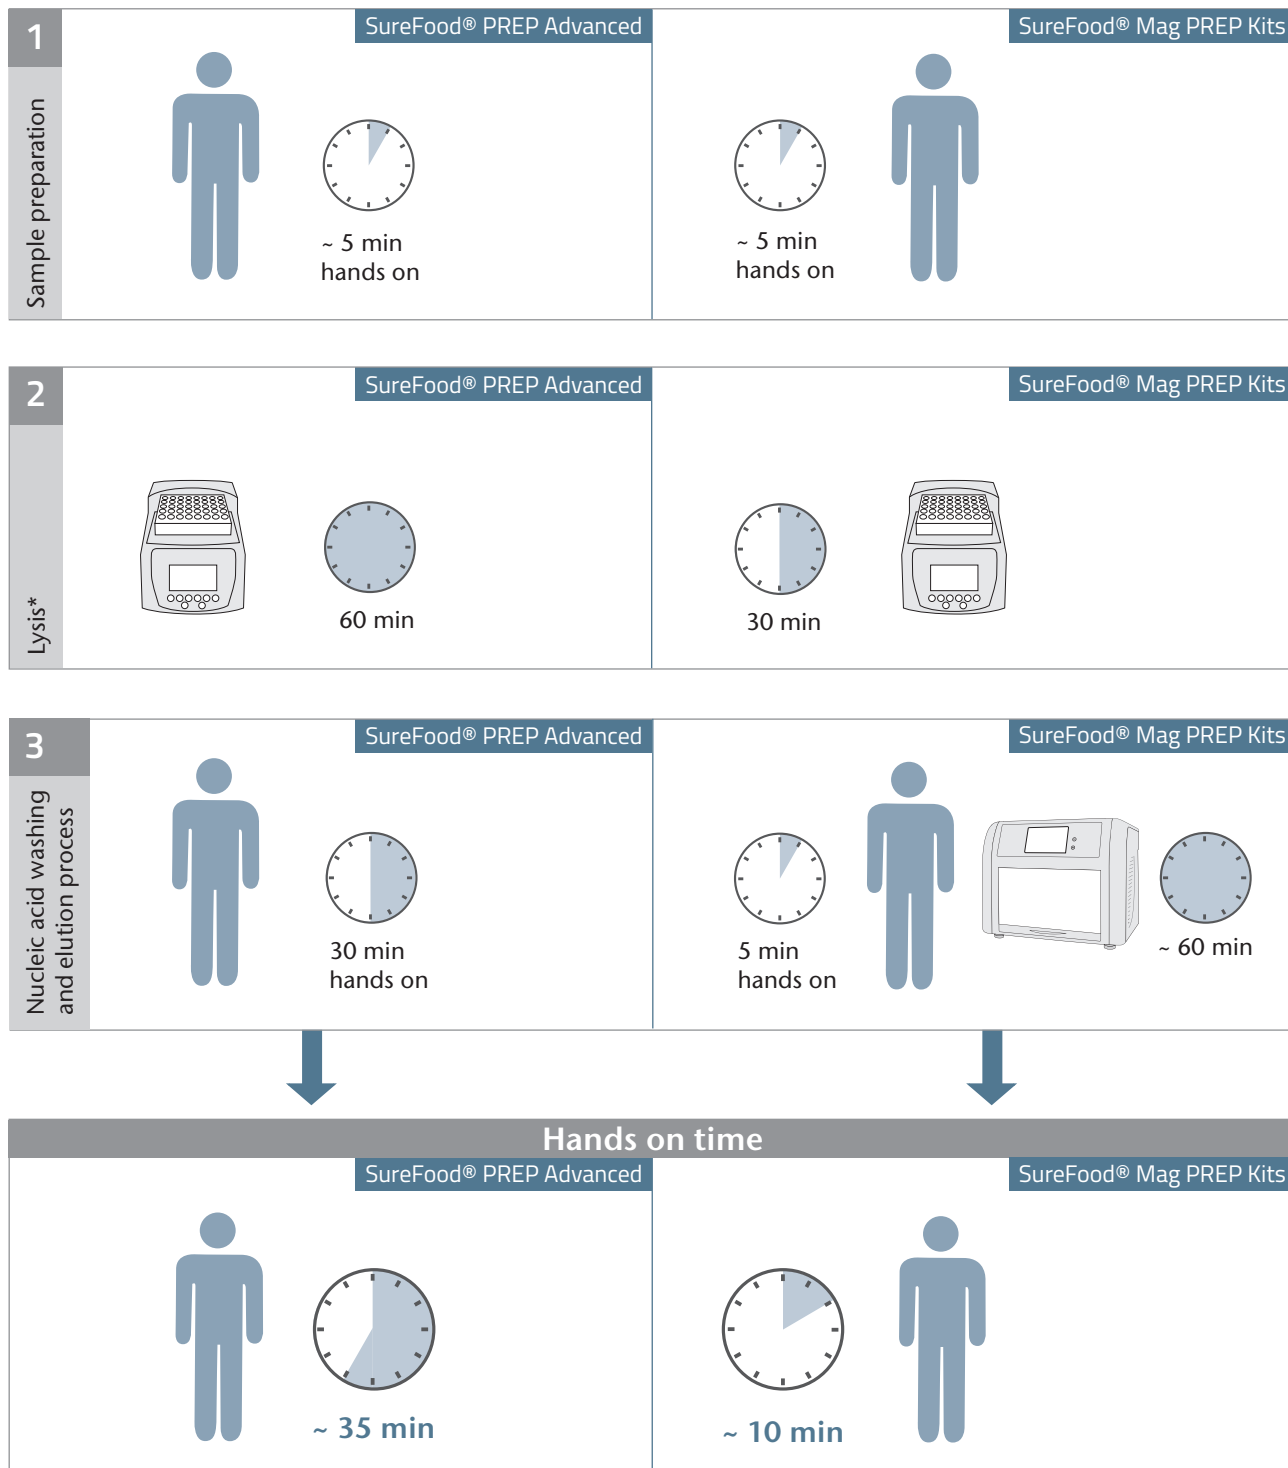 1
Sample preparation
SureFood® PREP Advanced
~ 5 min
hands on
SureFood® Mag PREP Kits
~ 5 min
hands on
2
Lysis*
SureFood® PREP Advanced
60 min
SureFood® Mag PREP Kits
30 min
3
Nucleic acid washing
and elution process
SureFood® PREP Advanced
30 min
hands on
SureFood® Mag PREP Kits
5 min
hands on
~ 60 min
Hands on time
SureFood® PREP Advanced
~ 35 min
SureFood® Mag PREP Kits
~ 10 min